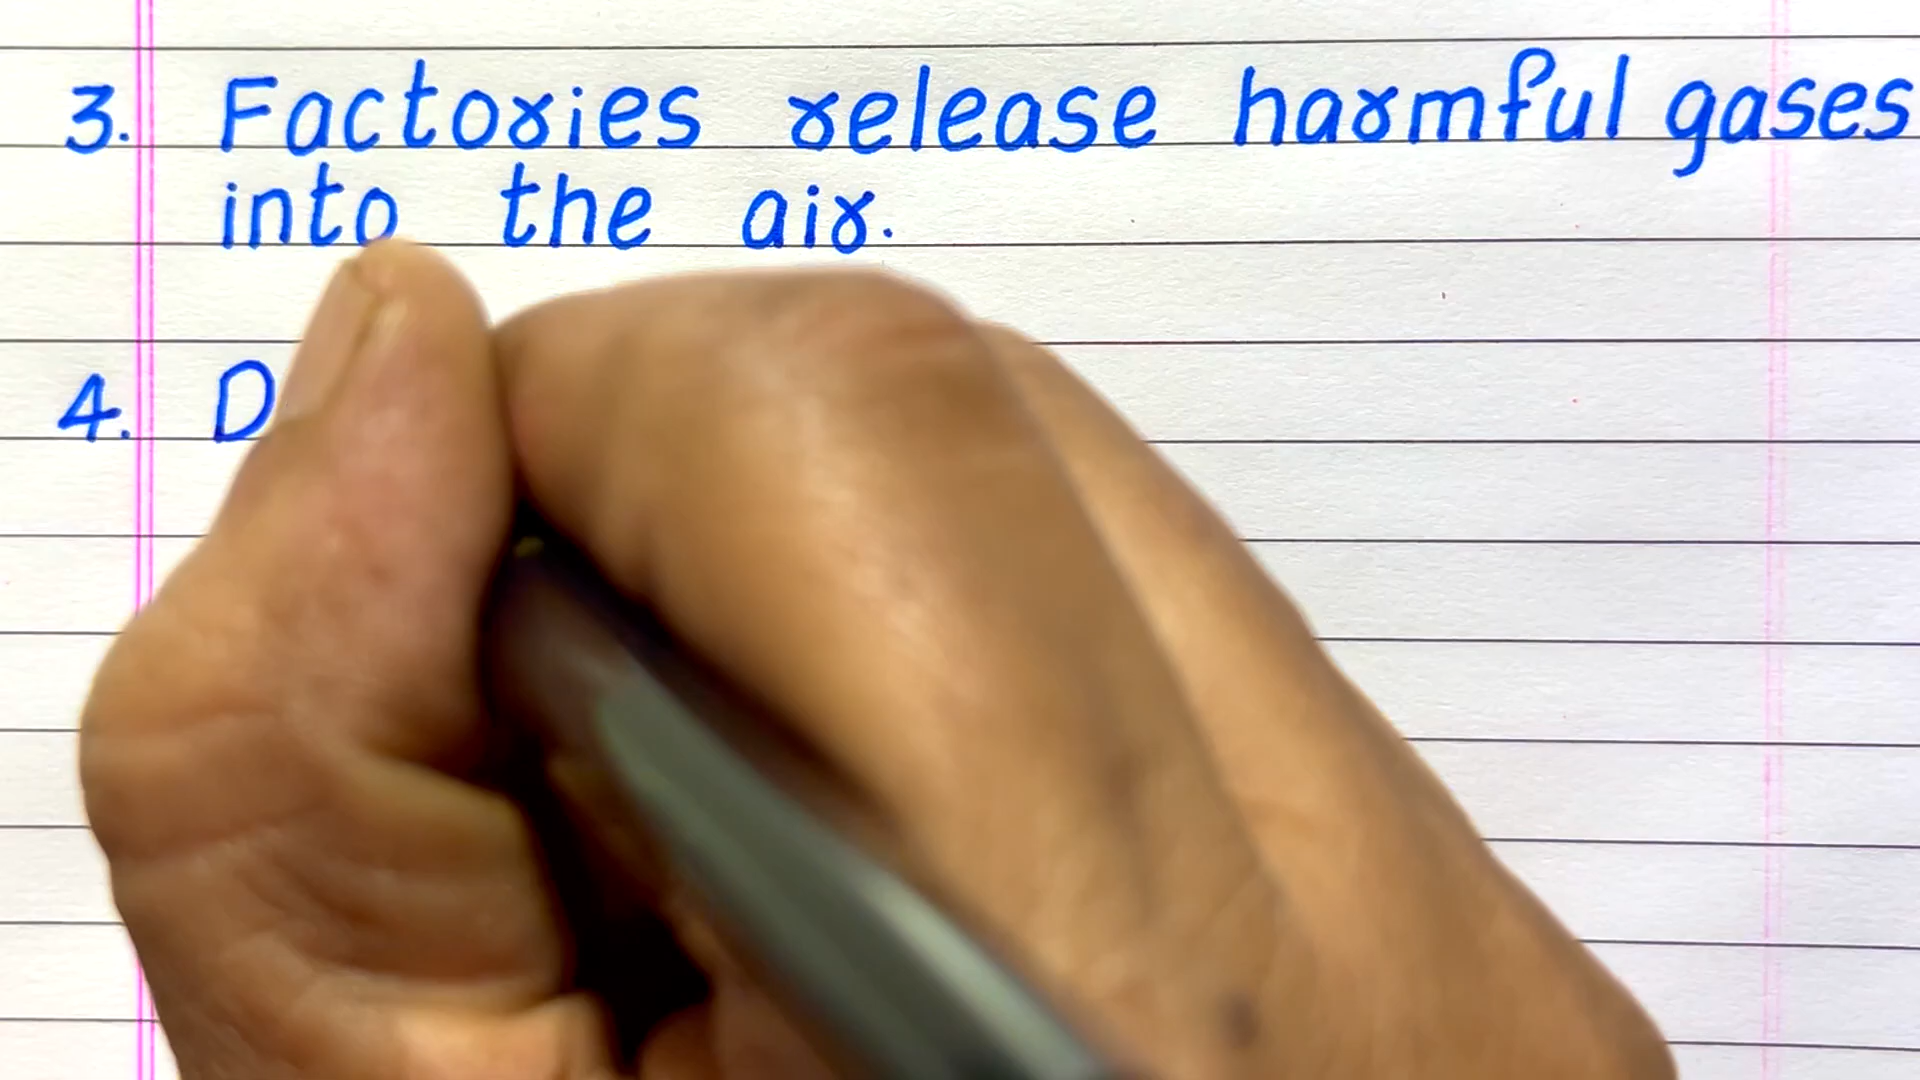 3. Factories release harmful gases
into the air.
4. D